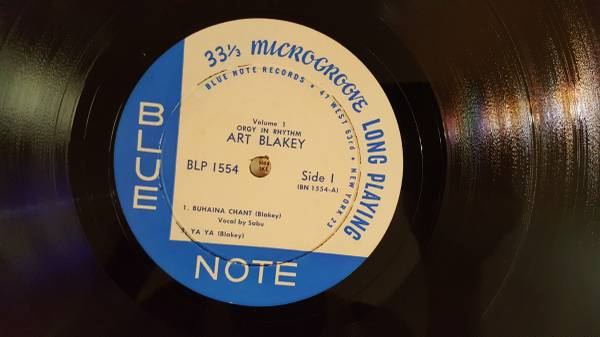 33⅓ MICROGROOVE LONG PLAYING
BLUE NOTE RECORDS • 47 WEST 63rd • NEW YORK 23
Volume 1
ORGY IN RHYTHM
ART BLAKEY
BLP 1554
Side 1
(BN 1554-A)
1. BUHAINA CHANT (Blakey)
Vocal by Sabu
YA YA (Blakey)
BLUE
NOTE